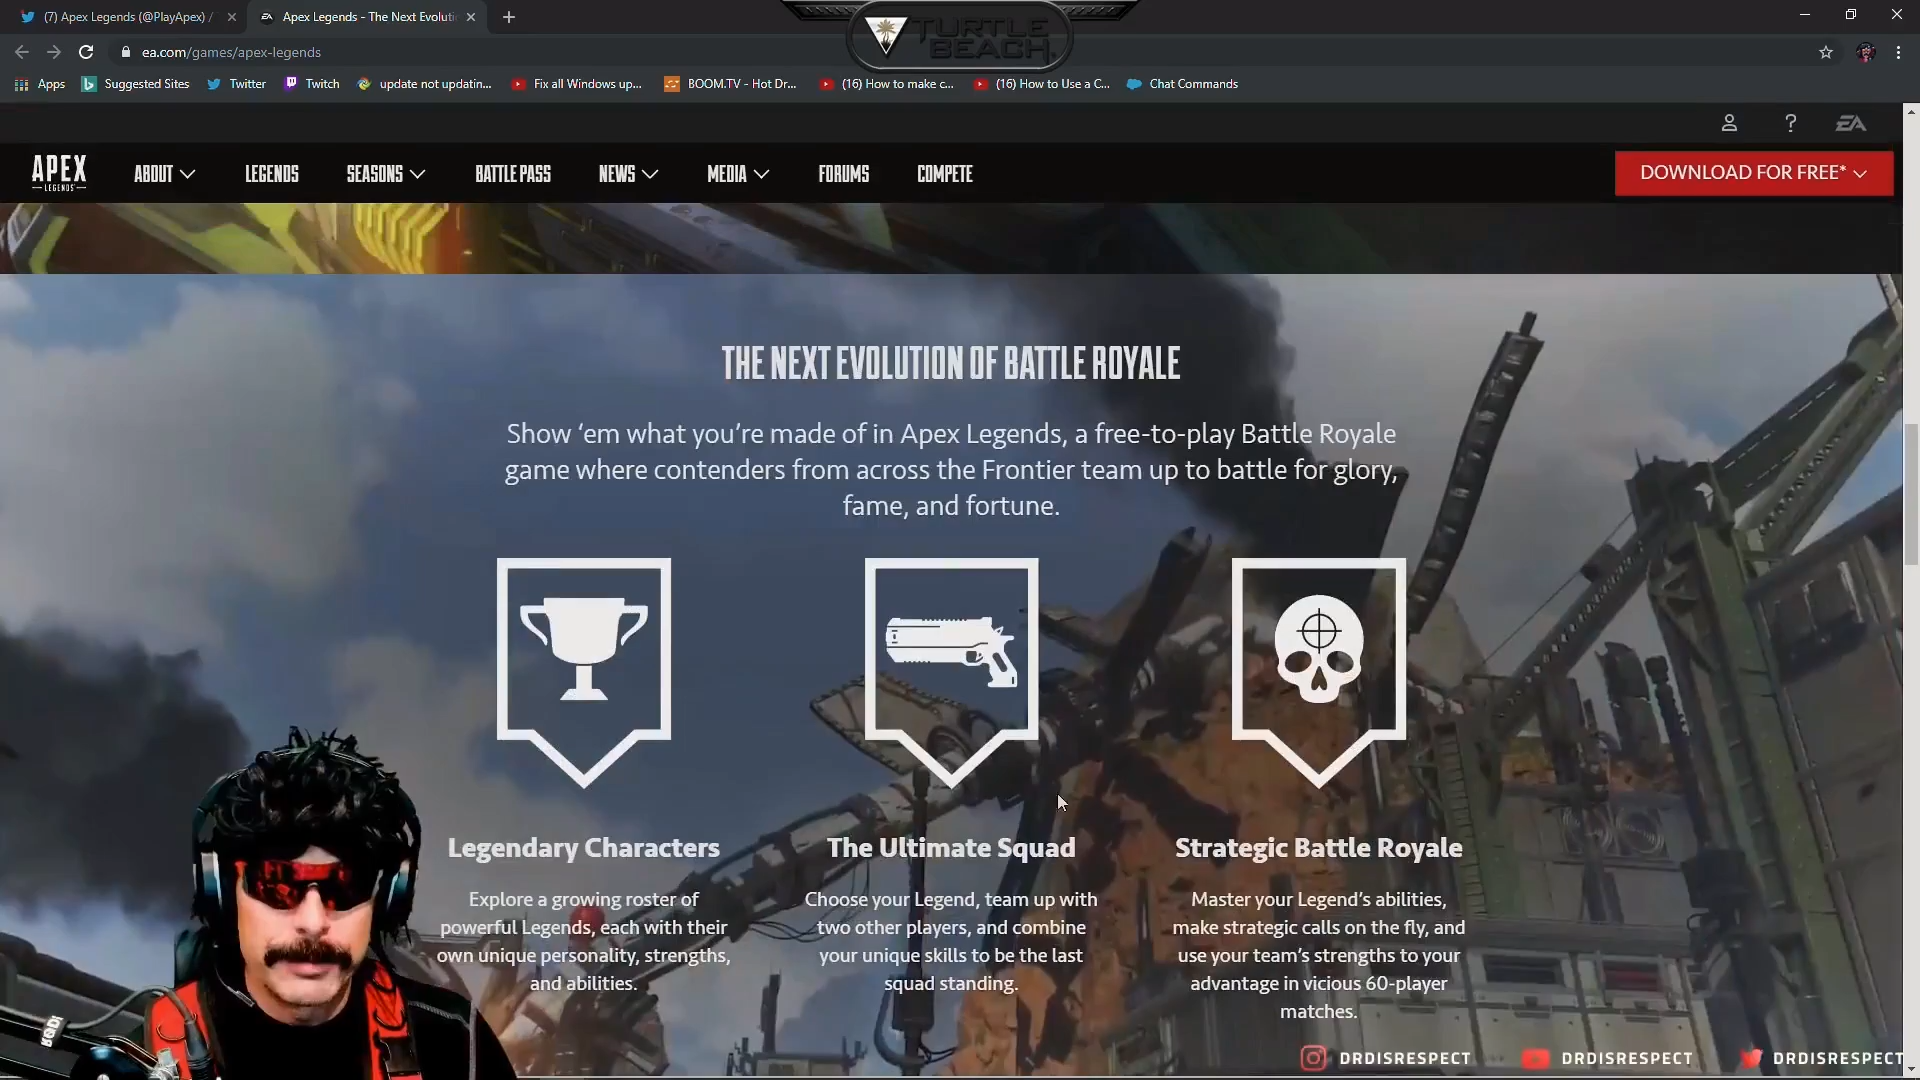 (7) Apex Legends (@PlayApex) /
Apex Legends - The Next Evoluti
TURTLE
BEACH.
ea.com/games/apex-legends
Apps
Suggested Sites
Twitter
Twitch
update not updatin...
Fix all Windows up...
BOOM.TV - Hot Dr...
(16) How to make c...
(16) How to Use a C...
Chat Commands
? EA
APEX
LEGENDS
ABOUT
LEGENDS
SEASONS
BATTLE PASS
NEWS
MEDIA
FORUMS
COMPETE
DOWNLOAD FOR FREE*
THE NEXT EVOLUTION OF BATTLE ROYALE
Show ‘em what you’re made of in Apex Legends, a free-to-play Battle Royale
game where contenders from across the Frontier team up to battle for glory,
fame, and fortune.
Legendary Characters
Explore a growing roster of
powerful Legends, each with their
own unique personality, strengths,
and abilities.
The Ultimate Squad
Choose your Legend, team up with
two other players, and combine
your unique skills to be the last
squad standing.
Strategic Battle Royale
Master your Legend’s abilities,
make strategic calls on the fly, and
use your team’s strengths to your
advantage in vicious 60-player
matches.
RØDE
DRDISRESPECT
DRDISRESPECT
DRDISRESPECT